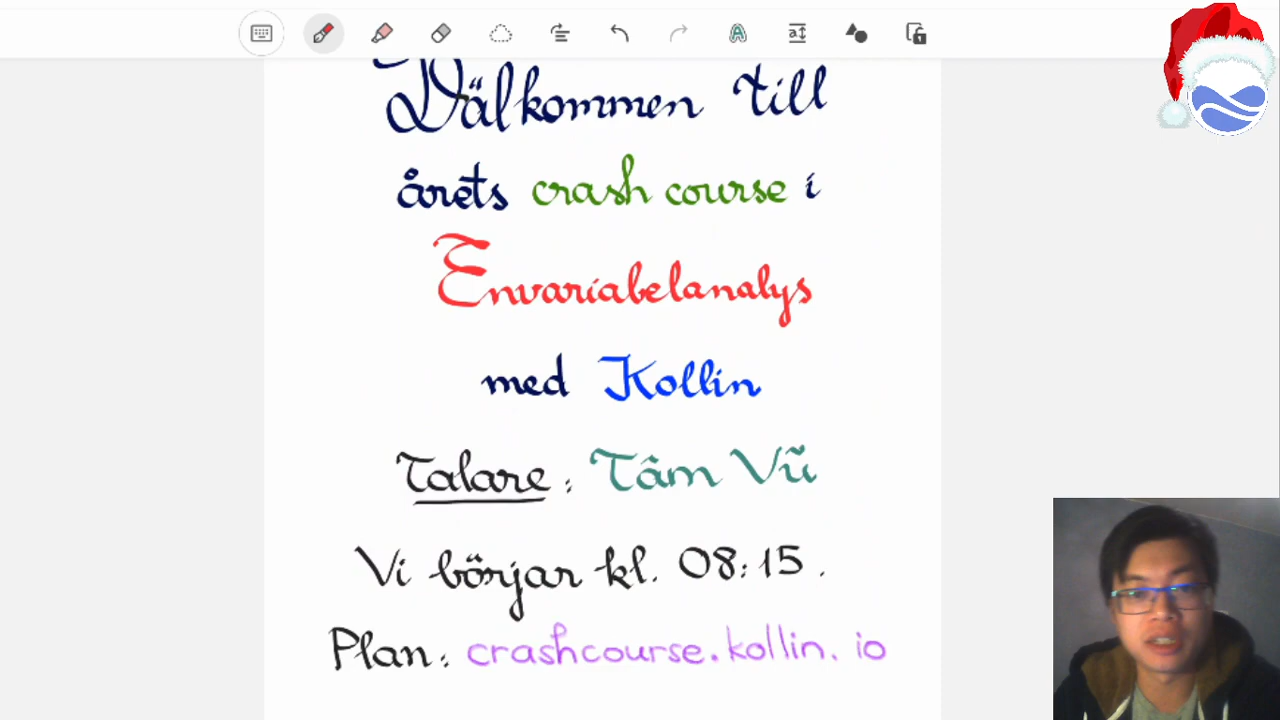 Välkommen till
årets crash course i
Envariabelanalys
med Kollin
Talare: Tâm Vũ
Vi börjar kl. 08:15.
Plan: crashcourse.kollin.io